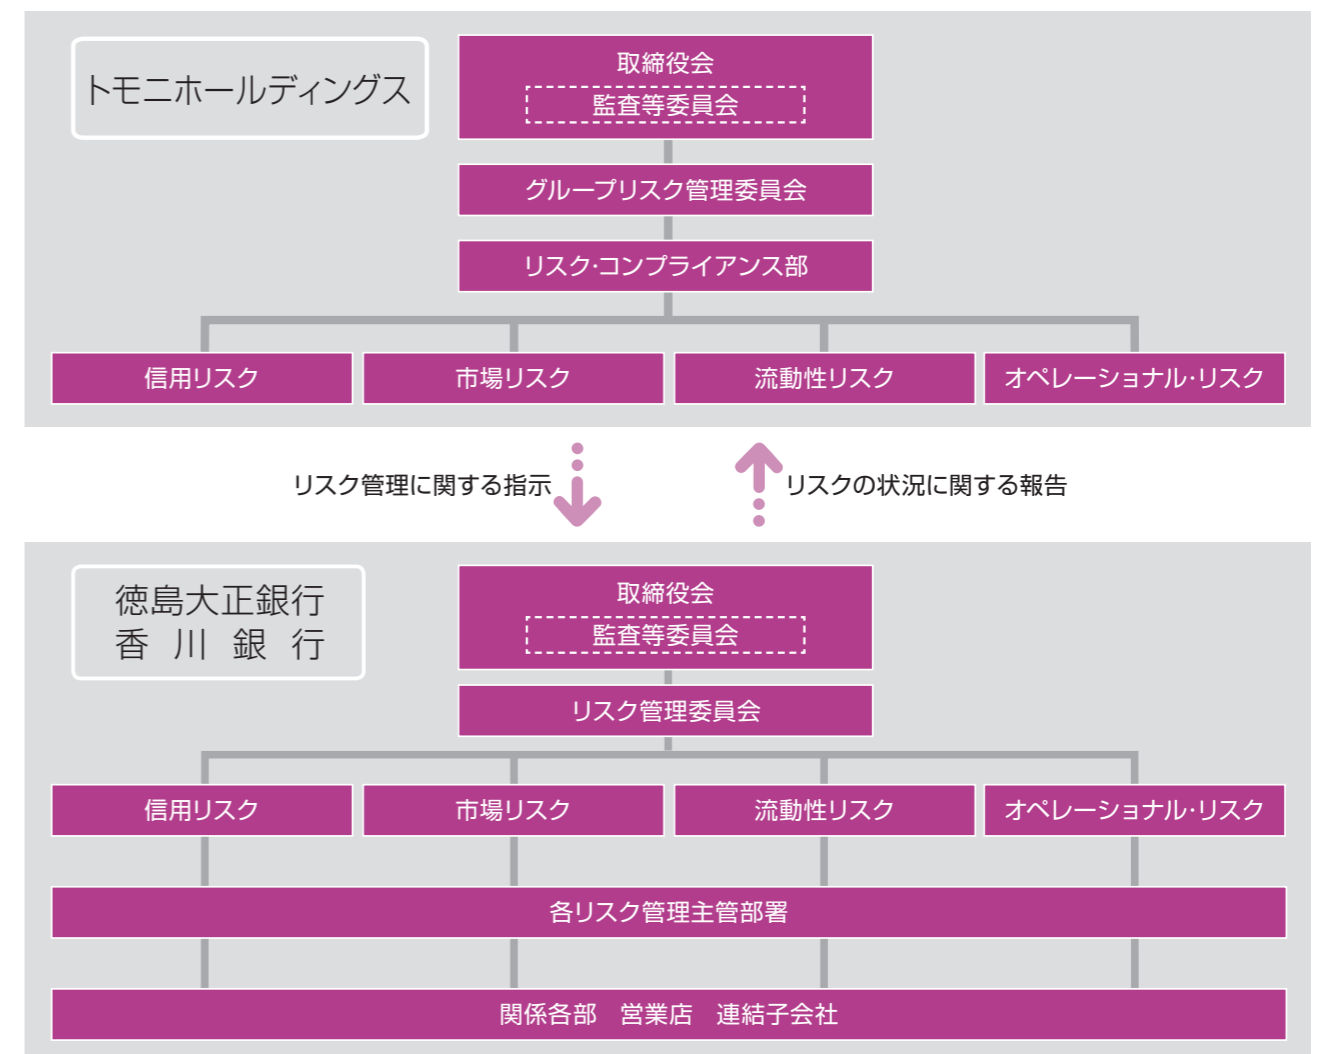 トモニホールディングス
取締役会
監査等委員会
グループリスク管理委員会
リスク・コンプライアンス部
信用リスク
市場リスク
流動性リスク
オペレーショナル・リスク
リスク管理に関する指示
リスクの状況に関する報告
徳島大正銀行
香川銀行
取締役会
監査等委員会
リスク管理委員会
信用リスク
市場リスク
流動性リスク
オペレーショナル・リスク
各リスク管理主管部署
関係各部　営業店　連結子会社